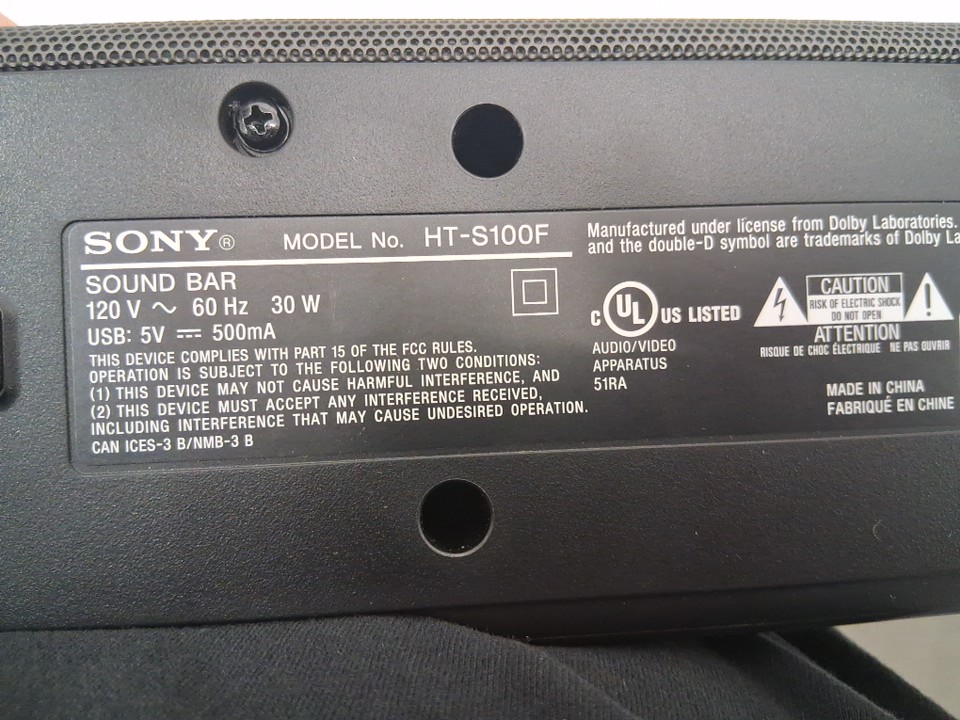 SONY® MODEL No. HT-S100F
SOUND BAR
120 V ~ 60 Hz 30 W
USB: 5V ⎓ 500mA
THIS DEVICE COMPLIES WITH PART 15 OF THE FCC RULES.
OPERATION IS SUBJECT TO THE FOLLOWING TWO CONDITIONS:
(1) THIS DEVICE MAY NOT CAUSE HARMFUL INTERFERENCE, AND
(2) THIS DEVICE MUST ACCEPT ANY INTERFERENCE RECEIVED,
INCLUDING INTERFERENCE THAT MAY CAUSE UNDESIRED OPERATION.
CAN ICES-3 B/NMB-3 B
Manufactured under license from Dolby Laboratories.
and the double-D symbol are trademarks of Dolby La
c UL US LISTED
AUDIO/VIDEO
APPARATUS
51RA
CAUTION
RISK OF ELECTRIC SHOCK
DO NOT OPEN
ATTENTION
RISQUE DE CHOC ÉLECTRIQUE NE PAS OUVRIR
MADE IN CHINA
FABRIQUÉ EN CHINE